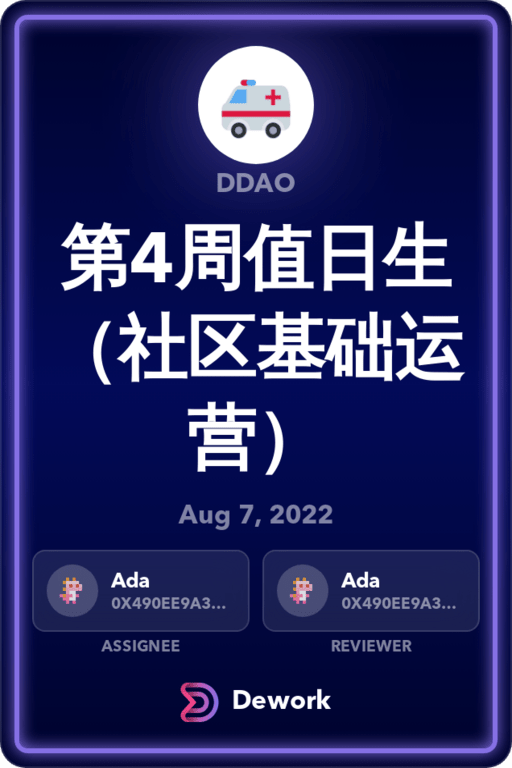 DDAO
第4周值日生
（社区基础运
营）
Aug 7, 2022
Ada
0X490EE9A3...
ASSIGNEE
Ada
0X490EE9A3...
REVIEWER
Dework